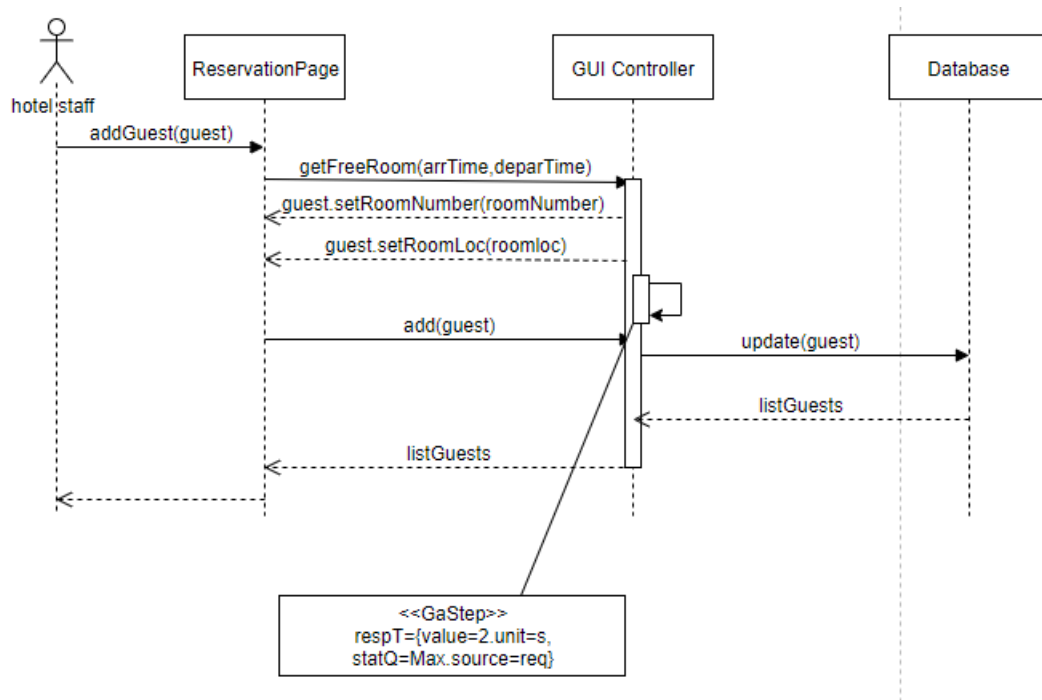 hotel staff
ReservationPage
GUI Controller
Database
addGuest(guest)
getFreeRoom(arrTime,deparTime)
guest.setRoomNumber(roomNumber)
guest.setRoomLoc(roomloc)
add(guest)
update(guest)
listGuests
listGuests
<<GaStep>>
respT={value=2.unit=s,
statQ=Max.source=req}